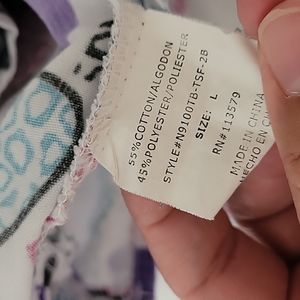 55%COTTON/ALGODON
45%POLYESTER/POLIESTER
STYLE#N9100TB-TSF-2B
SIZE: L
RN#113579
MADE IN CHINA
HECHO EN CHINA